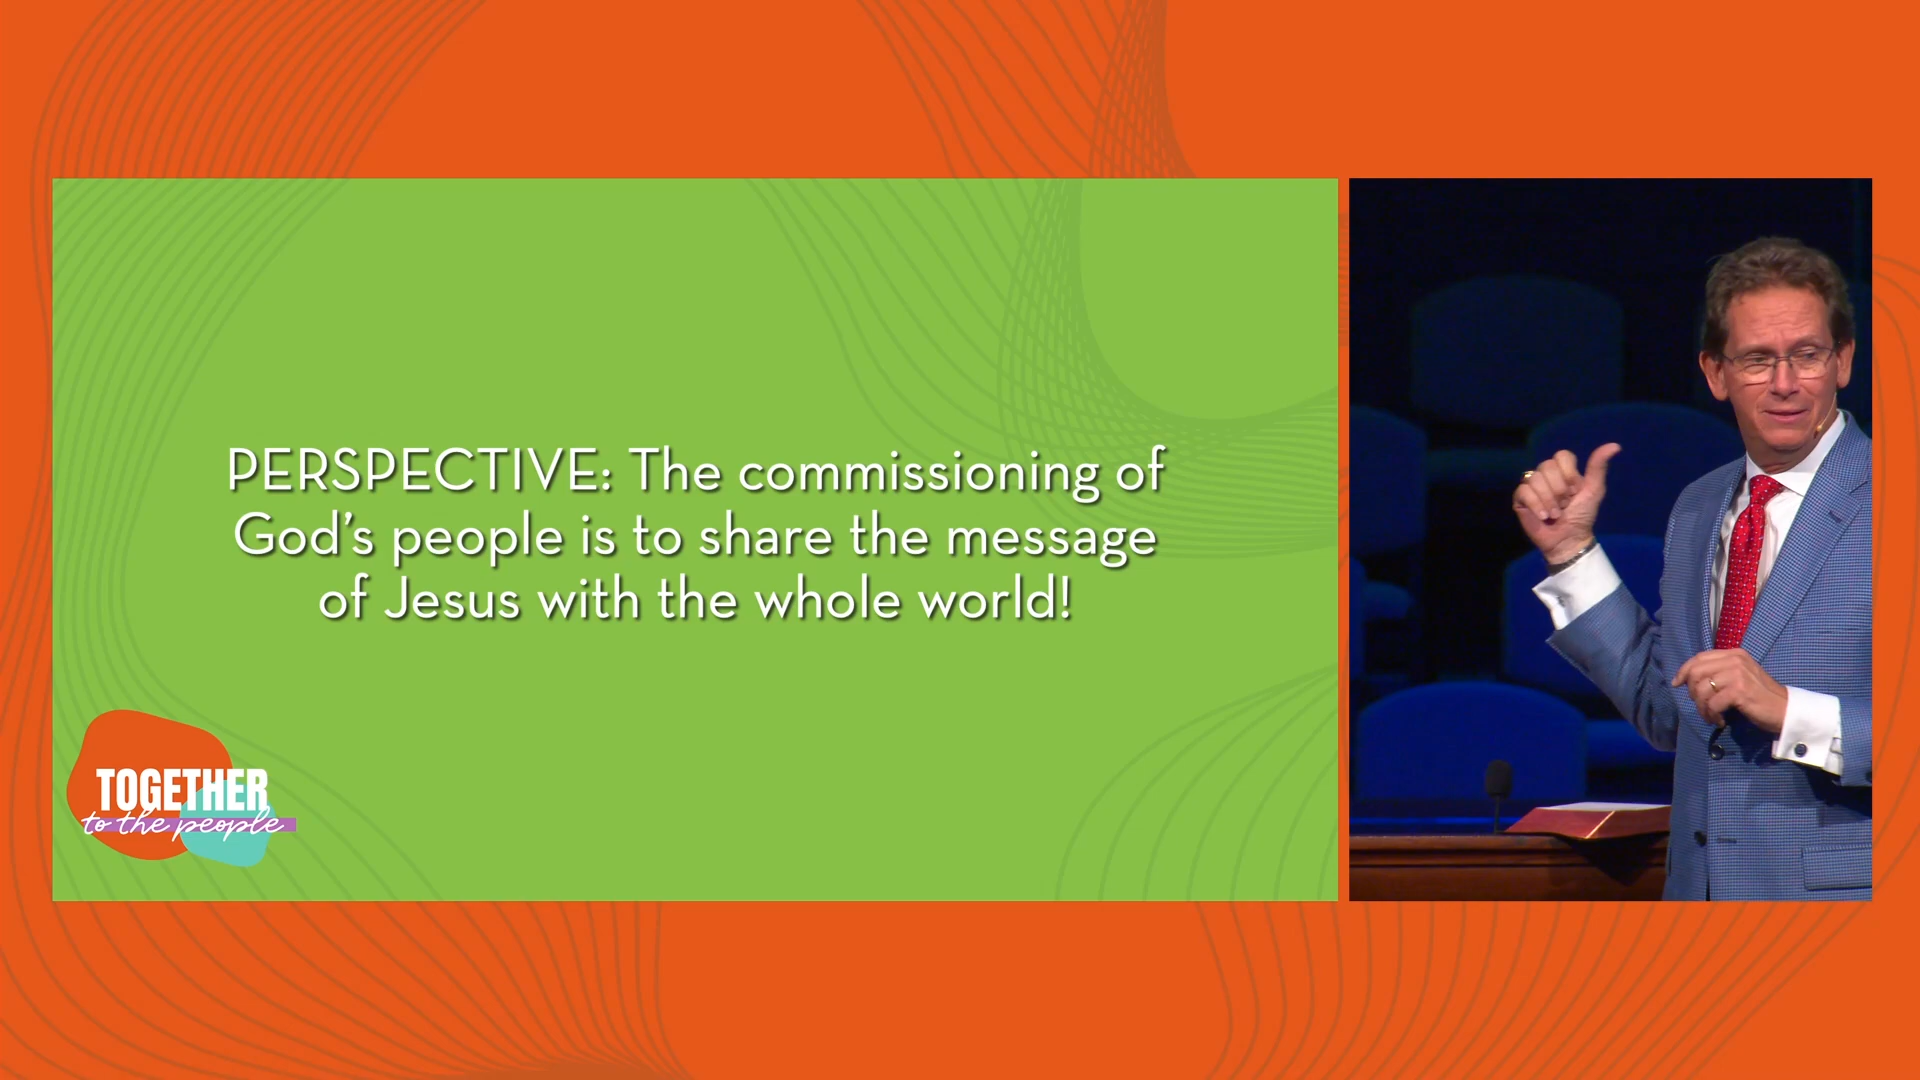 PERSPECTIVE: The commissioning of
God’s people is to share the message
of Jesus with the whole world!
TOGETHER
to the people